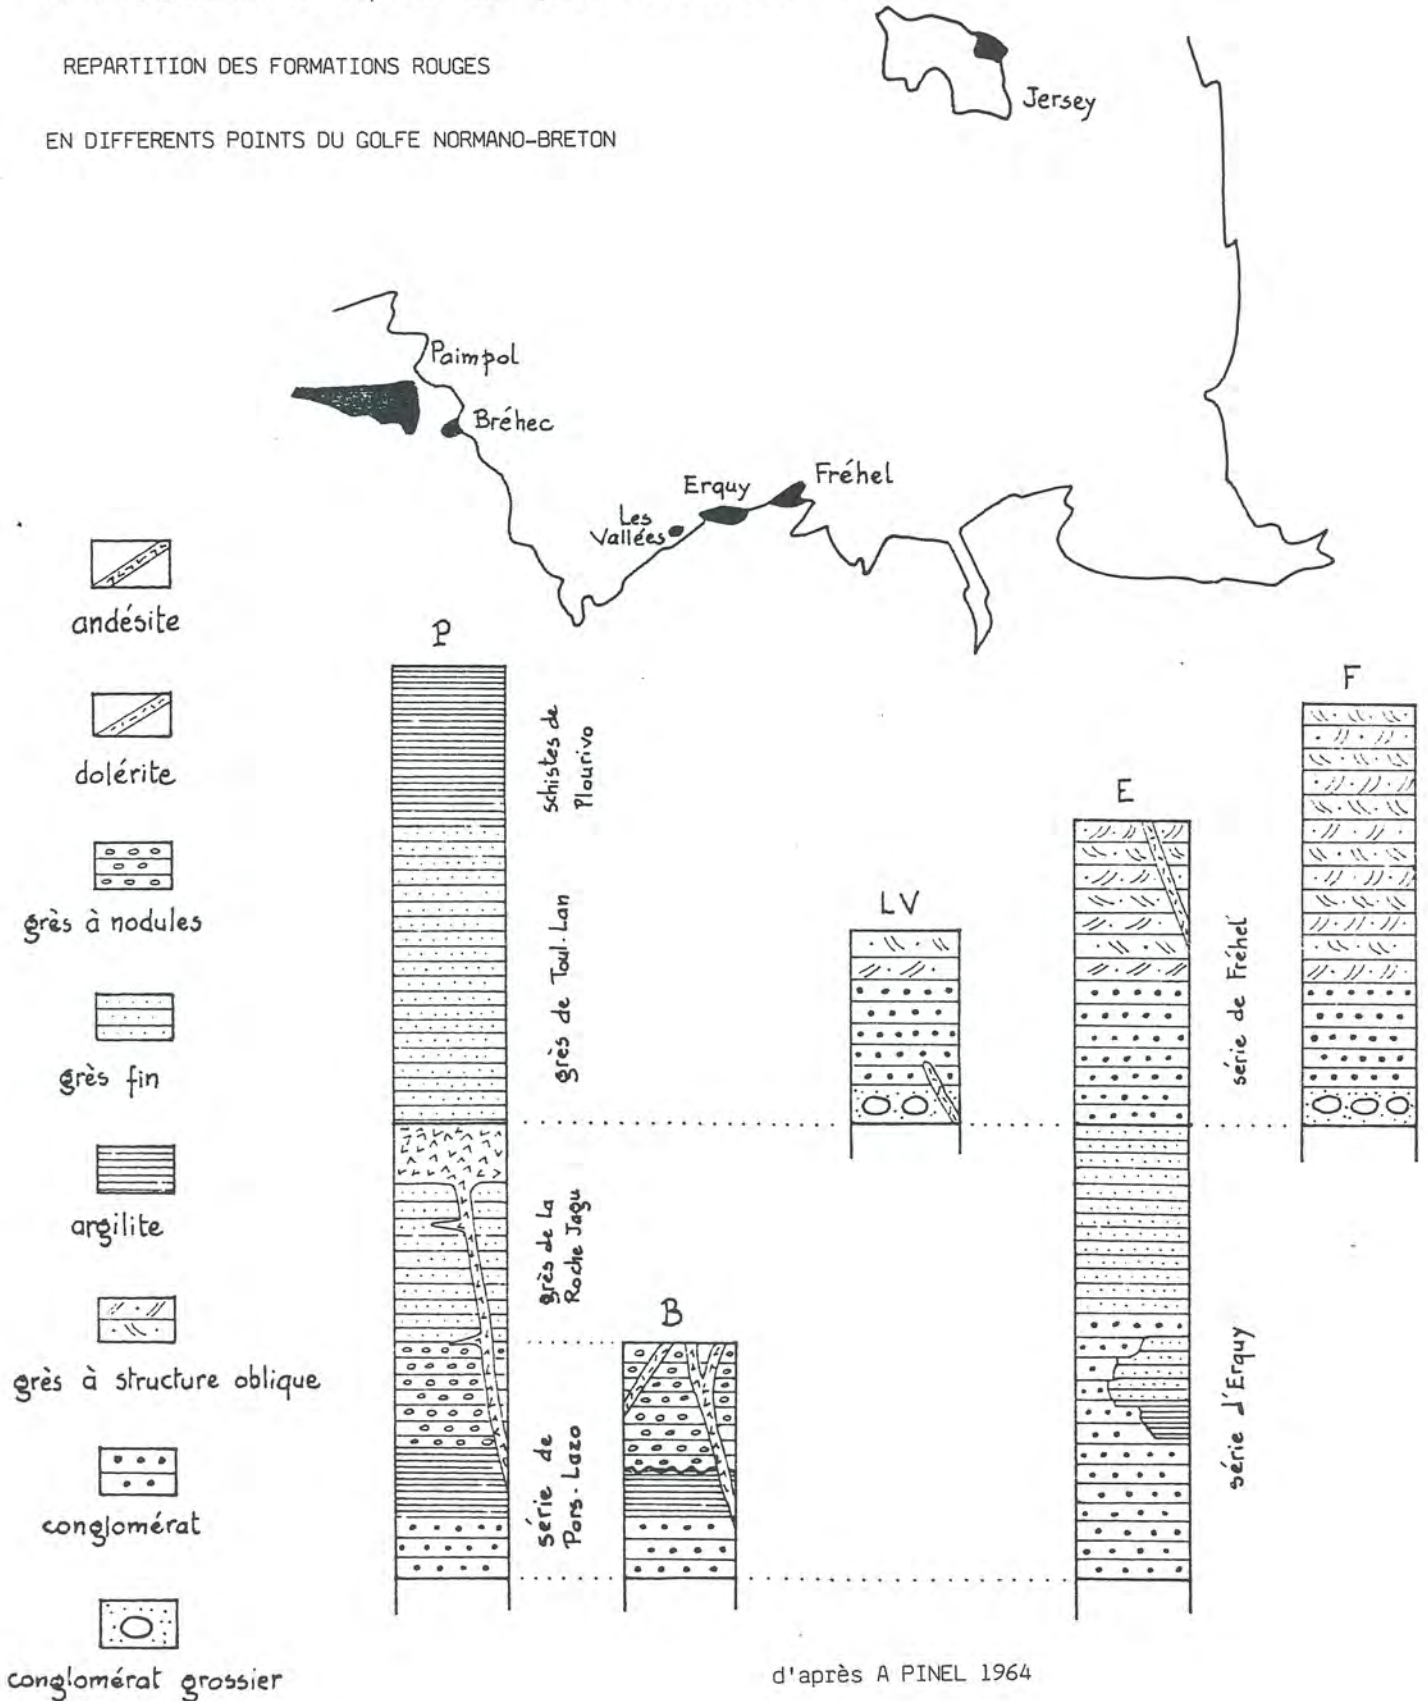 REPARTITION DES FORMATIONS ROUGES
EN DIFFERENTS POINTS DU GOLFE NORMANO-BRETON
Jersey
Paimpol
Bréhec
Les
Vallées
Erquy
Fréhel
andésite
dolérite
grès à nodules
grès fin
argilite
grès à structure oblique
conglomérat
conglomérat grossier
P
schistes de
Plourivo
grès de Toul-Lan
grès de la
Roche Jagu
série de
Pors-Lazo
B
LV
E
série de Fréhel
série d'Erquy
F
d'après A PINEL 1964